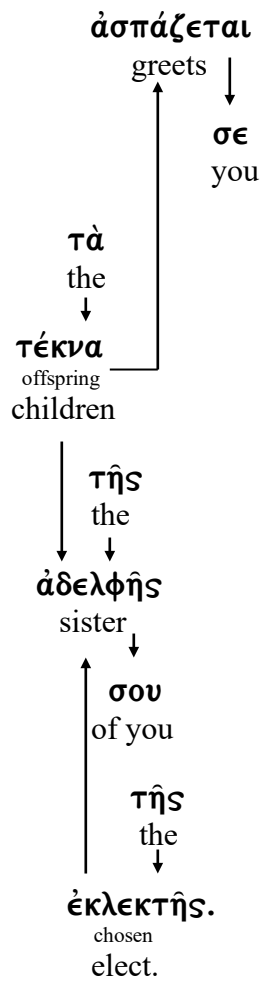 ἀσπάζεται
greets
σε
you
τὰ
the
τέκνα
offspring
children
τῆς
the
ἀδελφῆς
sister
σου
of you
τῆς
the
ἐκλεκτῆς.
chosen
elect.